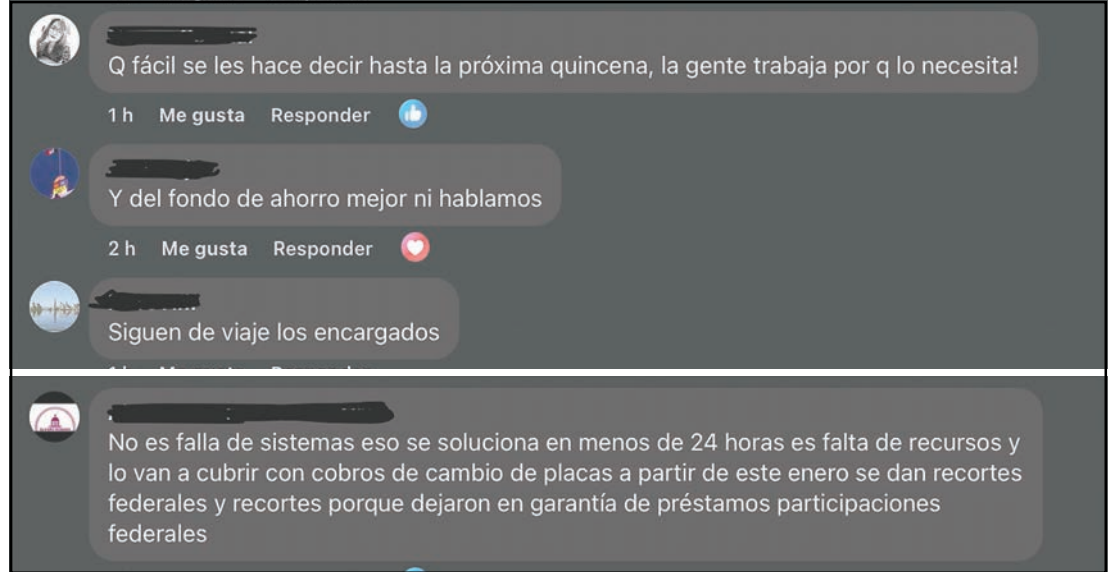 Q fácil se les hace decir hasta la próxima quincena, la gente trabaja por q lo necesita!
1 h Me gusta Responder
Y del fondo de ahorro mejor ni hablamos
2 h Me gusta Responder
Siguen de viaje los encargados
No es falla de sistemas eso se soluciona en menos de 24 horas es falta de recursos y
lo van a cubrir con cobros de cambio de placas a partir de este enero se dan recortes
federales y recortes porque dejaron en garantía de préstamos participaciones
federales